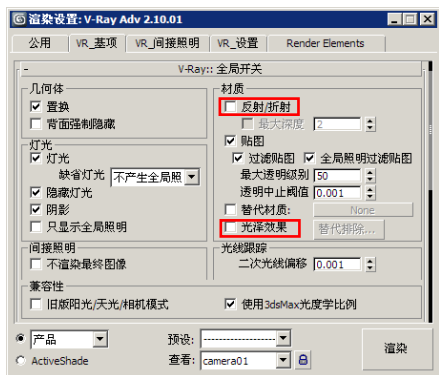 渲染设置: V-Ray Adv 2.10.01
公用 VR_基项 VR_间接照明 VR_设置 Render Elements
V-Ray:: 全局开关
几何体
置换
背面强制隐藏
灯光
灯光
缺省灯光 不产生全局照
隐藏灯光
阴影
只显示全局照明
间接照明
不渲染最终图像
兼容性
旧版阳光/天光/相机模式
材质
反射/折射
最大深度 2
贴图
过滤贴图 全局照明过滤贴图
最大透明级别 50
透明中止阈值 0.001
替代材质: None
光泽效果 替代排除...
光线跟踪
二次光线偏移 0.001
使用3dsMax光度学比例
产品 预设: --------------------
ActiveShade 查看: camera01
渲染